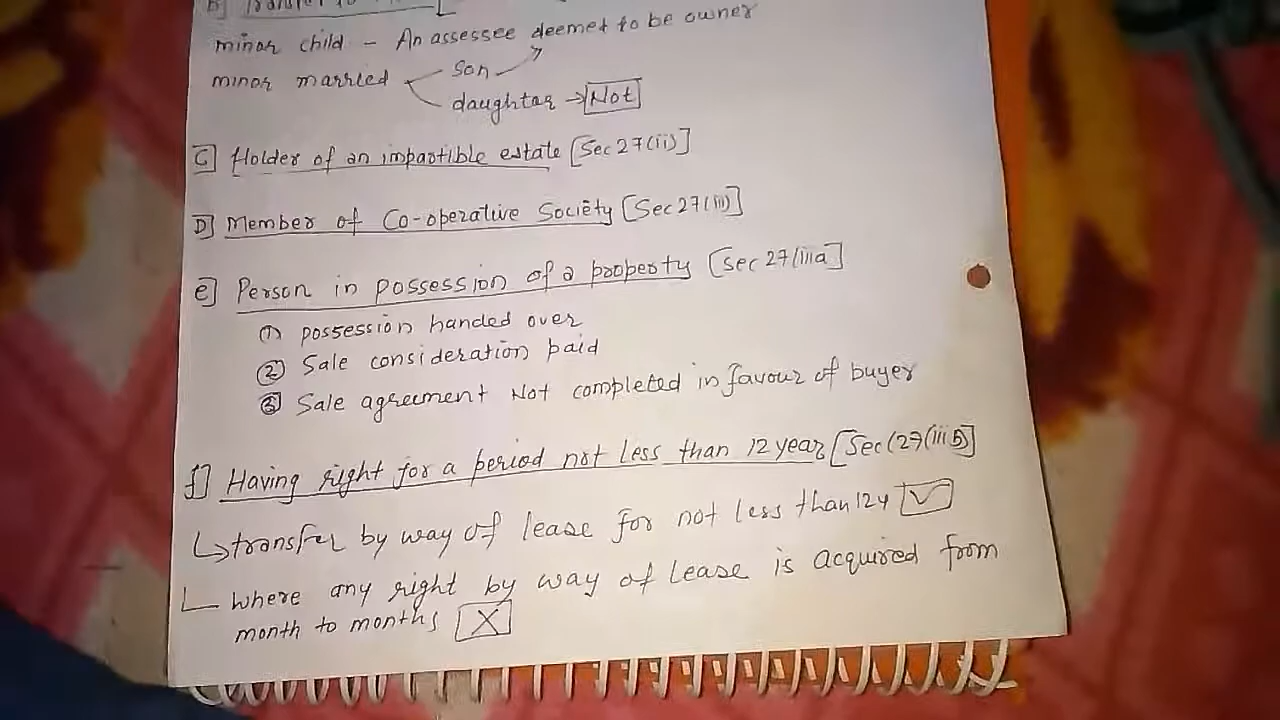 B] Transfer to
minor child - An assessee deemet to be owner
minor married son
daughter → Not
C] Holder of an impartible estate [Sec 27(ii)]
D] Member of Co-operative Society [Sec 27(iii)]
e] Person in possession of a property [Sec 27(iiia]
① possession handed over
② Sale consideration paid
③ Sale agreement Not completed in favour of buyer
f] Having right for a period not less than 12 year [Sec (27(iii b)]
↳ transfer by way of lease for not less than 12y ✓
where any right by way of lease is acquired from
month to months X